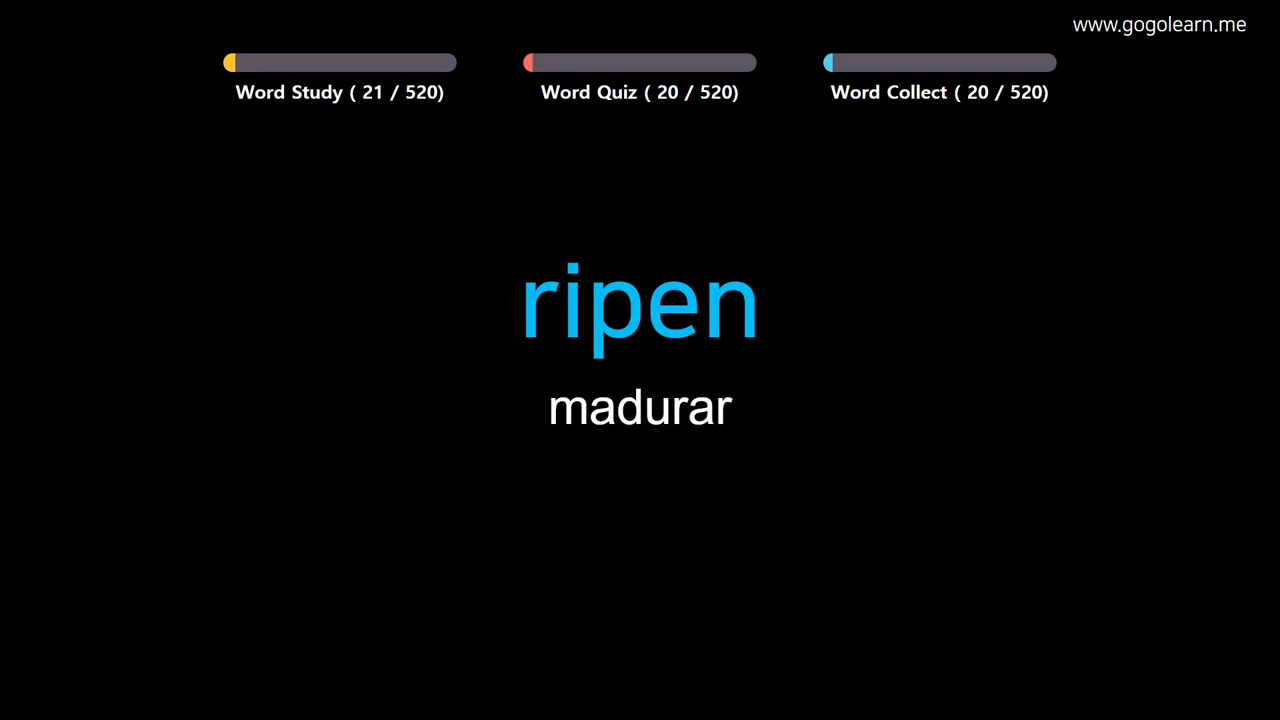 www.gogolearn.me
Word Study ( 21 / 520)
Word Quiz ( 20 / 520)
Word Collect ( 20 / 520)
ripen
madurar